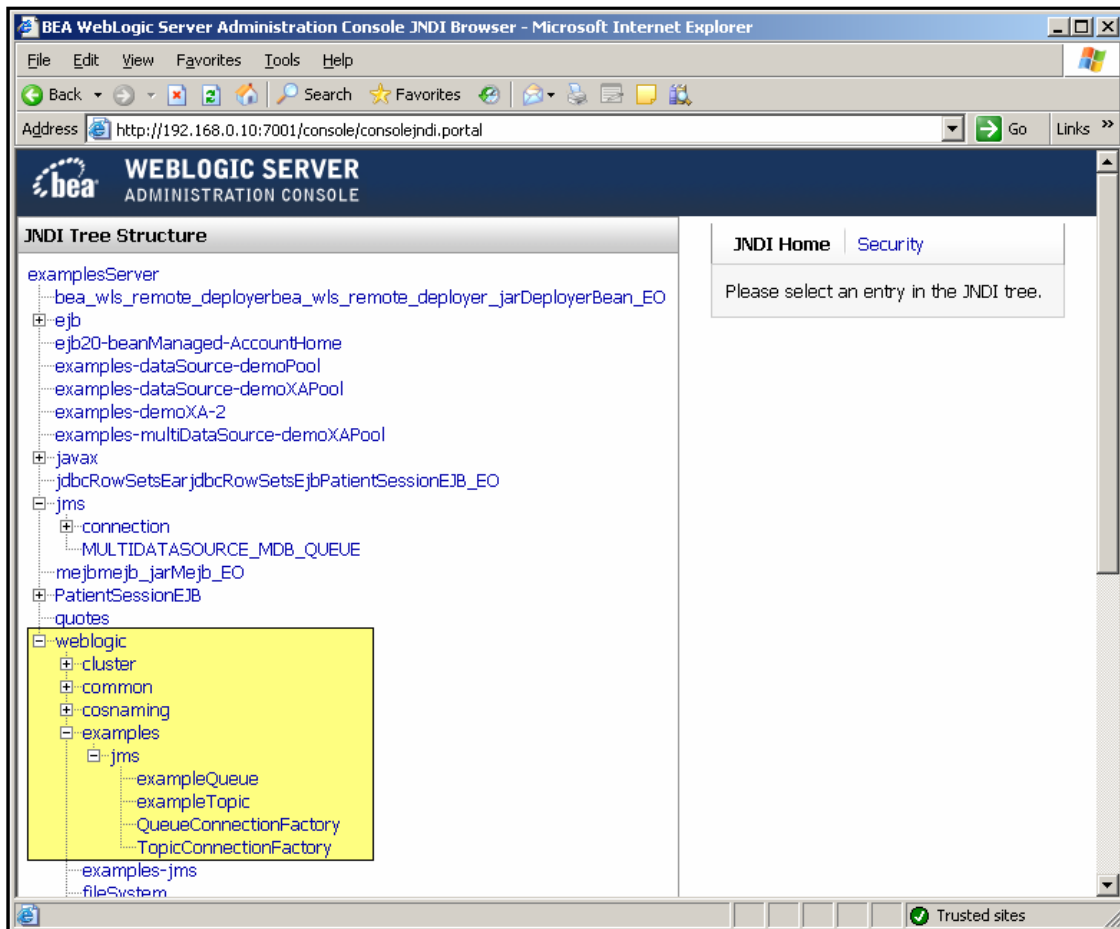 BEA WebLogic Server Administration Console JNDI Browser - Microsoft Internet Explorer
File Edit View Favorites Tools Help
Back Search Favorites
Address http://192.168.0.10:7001/console/consolejndi.portal Go Links »
bea WEBLOGIC SERVER
ADMINISTRATION CONSOLE
JNDI Tree Structure
JNDI Home Security
Please select an entry in the JNDI tree.
examplesServer
bea_wls_remote_deployerbea_wls_remote_deployer_jarDeployerBean_EO
ejb
ejb20-beanManaged-AccountHome
examples-dataSource-demoPool
examples-dataSource-demoXAPool
examples-demoXA-2
examples-multiDataSource-demoXAPool
javax
jdbcRowSetsEarjdbcRowSetsEjbPatientSessionEJB_EO
jms
connection
MULTIDATASOURCE_MDB_QUEUE
mejbmejb_jarMejb_EO
PatientSessionEJB
quotes
weblogic
cluster
common
cosnaming
examples
jms
exampleQueue
exampleTopic
QueueConnectionFactory
TopicConnectionFactory
examples-jms
fileSystem
Trusted sites